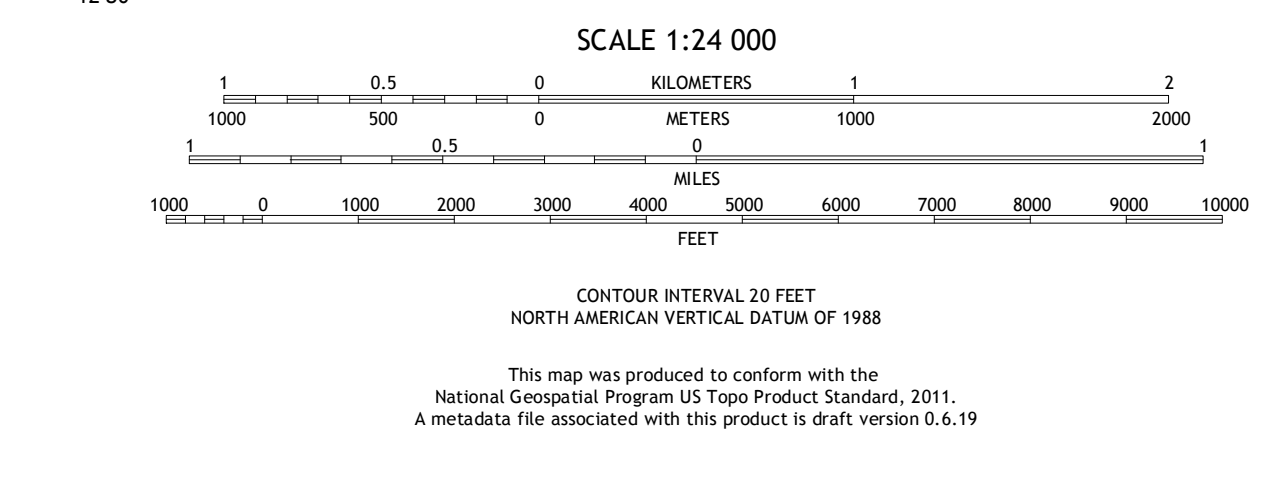 SCALE 1:24 000
1 0.5 0 KILOMETERS 1 2
1000 500 0 METERS 1000 2000
1 0.5 0 1
MILES
1000 0 1000 2000 3000 4000 5000 6000 7000 8000 9000 10000
FEET
CONTOUR INTERVAL 20 FEET
NORTH AMERICAN VERTICAL DATUM OF 1988
This map was produced to conform with the
National Geospatial Program US Topo Product Standard, 2011.
A metadata file associated with this product is draft version 0.6.19